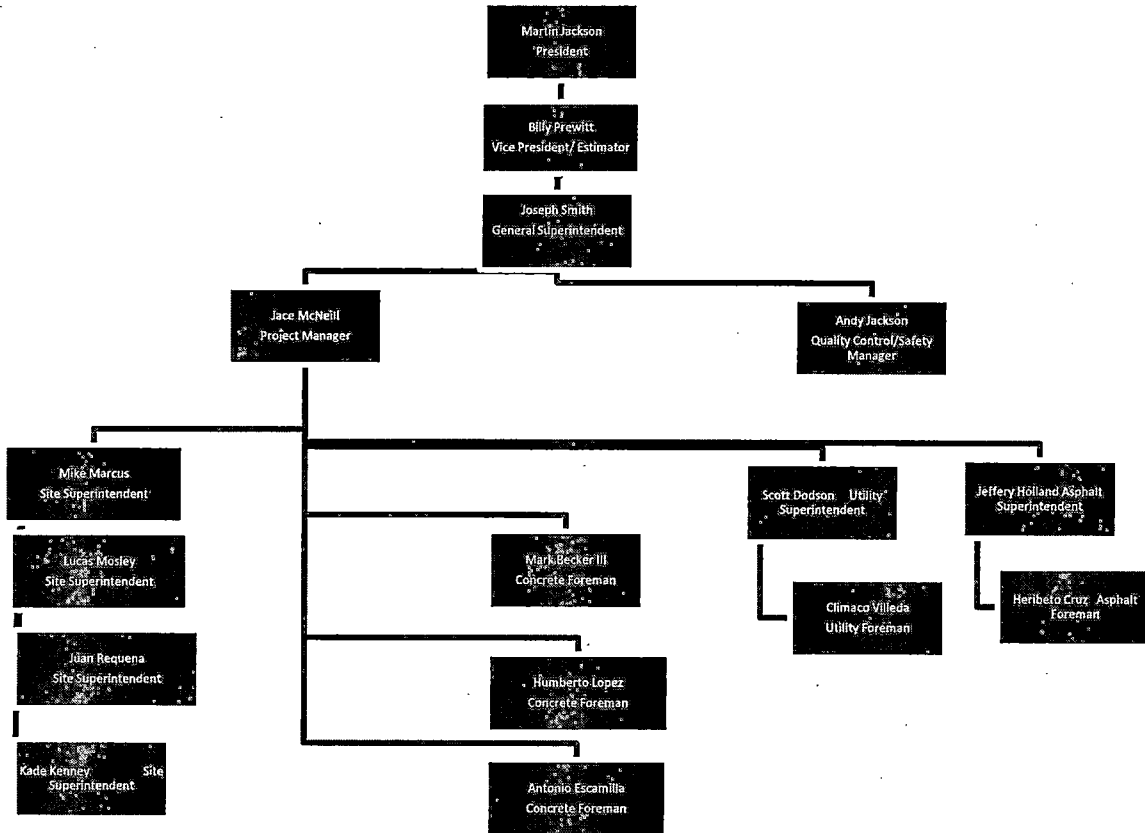 Martin Jackson
President
Billy Prewitt
Vice President/ Estimator
Joseph Smith
General Superintendent
Jace McNeill
Project Manager
Andy Jackson
Quality Control/Safety
Manager
Mike Marcus
Site Superintendent
Scott Dodson Utility
Superintendent
Jeffery Holland Asphalt
Superintendent
Lucas Mosley
Site Superintendent
Mark Becker III
Concrete Foreman
Climaco Villeda
Utility Foreman
Heribeto Cruz Asphalt
Foreman
Juan Requena
Site Superintendent
Humberto Lopez
Concrete Foreman
Kade Kenney Site
Superintendent
Antonio Escamilla
Concrete Foreman